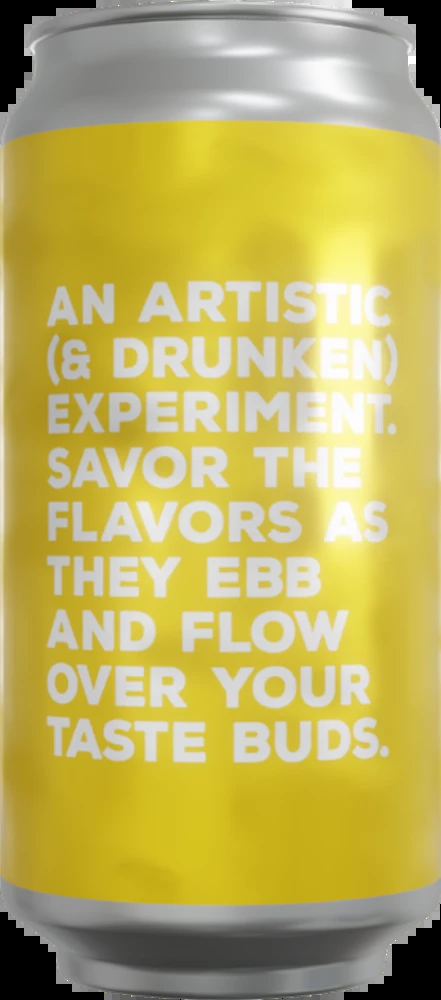 AN ARTISTIC
(& DRUNKEN)
EXPERIMENT.
SAVOR THE
FLAVORS AS
THEY EBB
AND FLOW
OVER YOUR
TASTE BUDS.